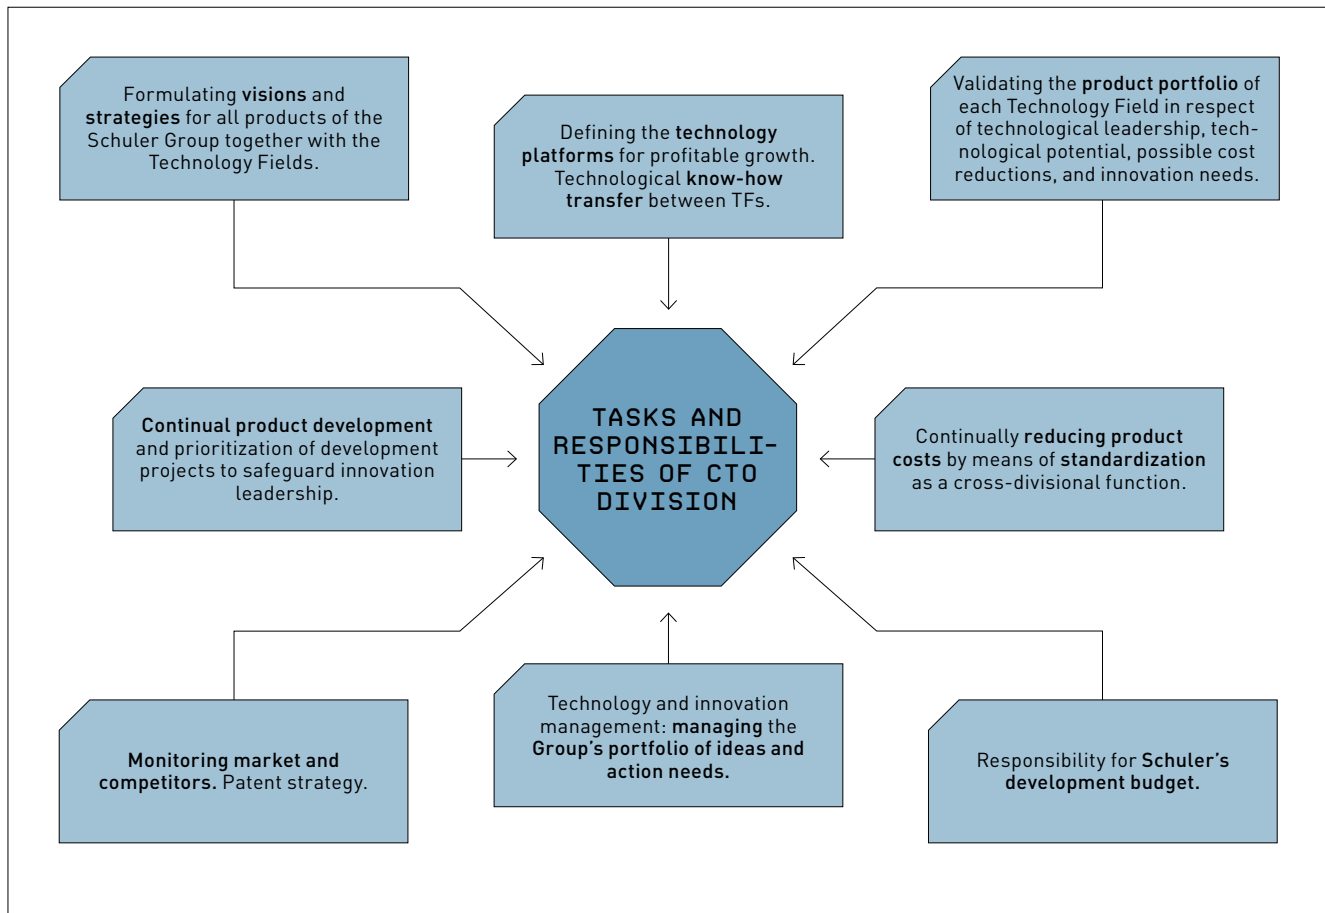 Formulating visions and
strategies for all products of the
Schuler Group together with the
Technology Fields.
Defining the technology
platforms for profitable growth.
Technological know-how
transfer between TFs.
Validating the product portfolio of
each Technology Field in respect
of technological leadership, tech-
nological potential, possible cost
reductions, and innovation needs.
Continual product development
and prioritization of development
projects to safeguard innovation
leadership.
TASKS AND
RESPONSIBILI-
TIES OF CTO
DIVISION
Continually reducing product
costs by means of standardization
as a cross-divisional function.
Monitoring market and
competitors. Patent strategy.
Technology and innovation
management: managing the
Group’s portfolio of ideas and
action needs.
Responsibility for Schuler’s
development budget.